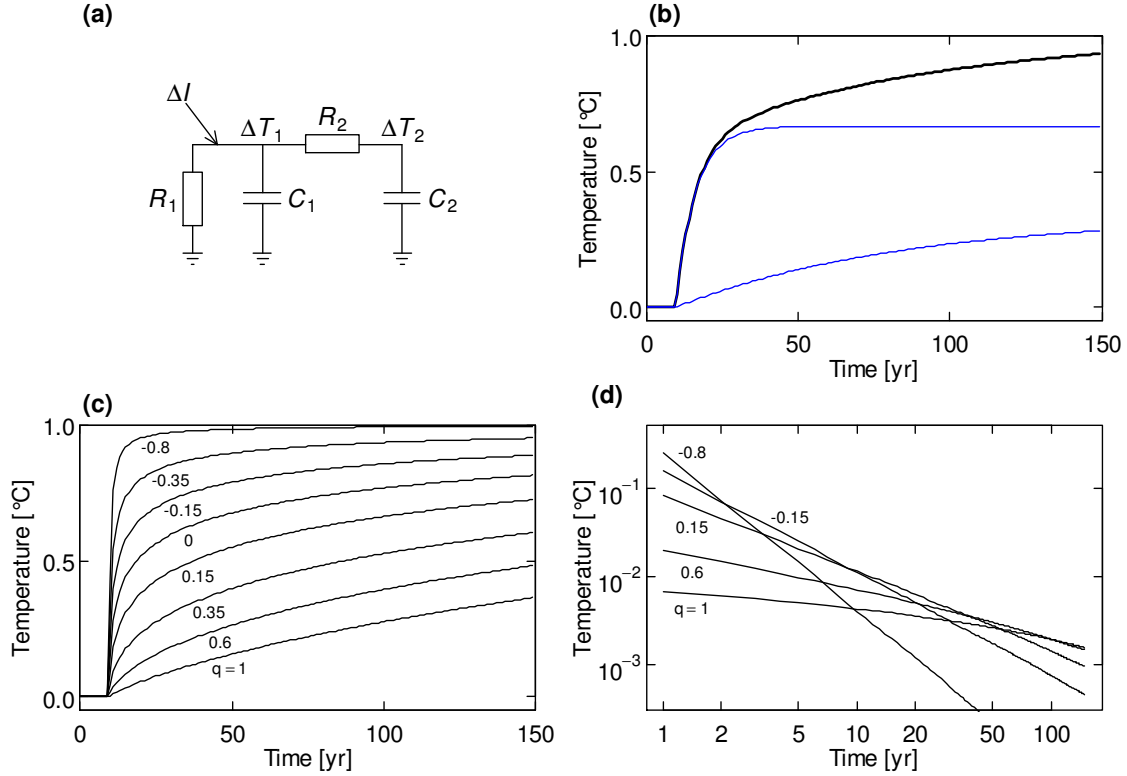 (a)
ΔI
ΔT₁
R₂
ΔT₂
R₁
C₁
C₂
(b)
Temperature [°C]
1.0
0.5
0.0
0
50
100
150
Time [yr]
(c)
Temperature [°C]
1.0
0.5
0.0
-0.8
-0.35
-0.15
0
0.15
0.35
0.6
q = 1
0
50
100
150
Time [yr]
(d)
Temperature [°C]
10⁻¹
10⁻²
10⁻³
-0.8
-0.15
0.15
0.6
q = 1
1
2
5
10
20
50
100
Time [yr]